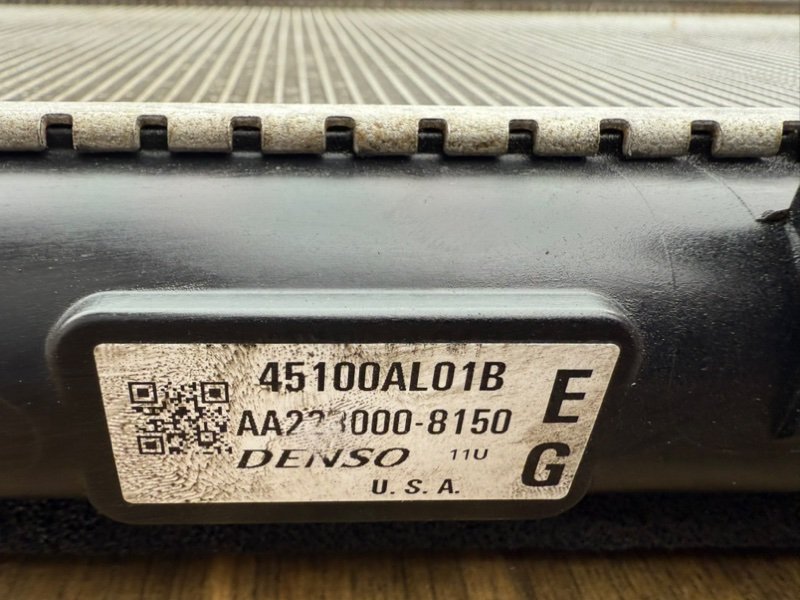 45100AL01B
E
DENSO 11U
G
U.S.A.